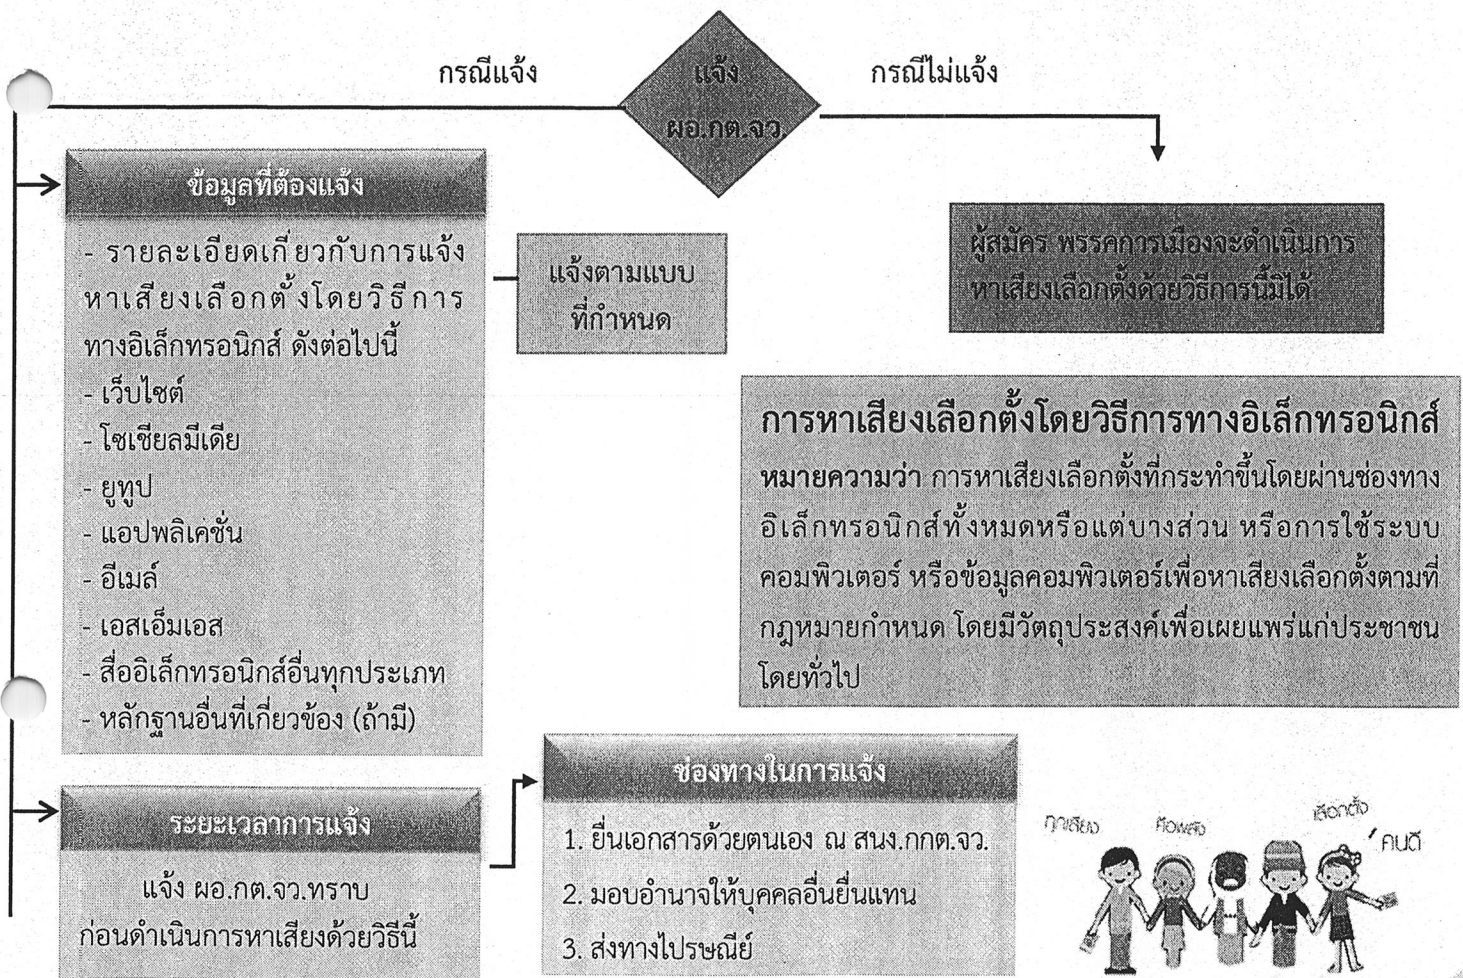 กรณีแจ้ง
แจ้ง
ผอ.กต.จว.
กรณีไม่แจ้ง
ข้อมูลที่ต้องแจ้ง
- รายละเอียดเกี่ยวกับการแจ้ง
หาเสียงเลือกตั้งโดยวิธีการ
ทางอิเล็กทรอนิกส์ ดังต่อไปนี้
- เว็บไซต์
- โซเชียลมีเดีย
- ยูทูป
- แอปพลิเคชั่น
- อีเมล์
- เอสเอ็มเอส
- สื่ออิเล็กทรอนิกส์อื่นทุกประเภท
- หลักฐานอื่นที่เกี่ยวข้อง (ถ้ามี)
แจ้งตามแบบ
ที่กำหนด
ผู้สมัคร พรรคการเมืองจะดำเนินการ
หาเสียงเลือกตั้งด้วยวิธีการนี้มิได้
การหาเสียงเลือกตั้งโดยวิธีการทางอิเล็กทรอนิกส์
หมายความว่า การหาเสียงเลือกตั้งที่กระทำขึ้นโดยผ่านช่องทาง
อิเล็กทรอนิกส์ทั้งหมดหรือแต่บางส่วน หรือการใช้ระบบ
คอมพิวเตอร์ หรือข้อมูลคอมพิวเตอร์เพื่อหาเสียงเลือกตั้งตามที่
กฎหมายกำหนด โดยมีวัตถุประสงค์เพื่อเผยแพร่แก่ประชาชน
โดยทั่วไป
ระยะเวลาการแจ้ง
แจ้ง ผอ.กต.จว.ทราบ
ก่อนดำเนินการหาเสียงด้วยวิธีนี้
ช่องทางในการแจ้ง
1. ยื่นเอกสารด้วยตนเอง ณ สนง.กกต.จว.
2. มอบอำนาจให้บุคคลอื่นยื่นแทน
3. ส่งทางไปรษณีย์
ทุกเสียง
คือพลัง
เลือกตั้ง
'คนดี